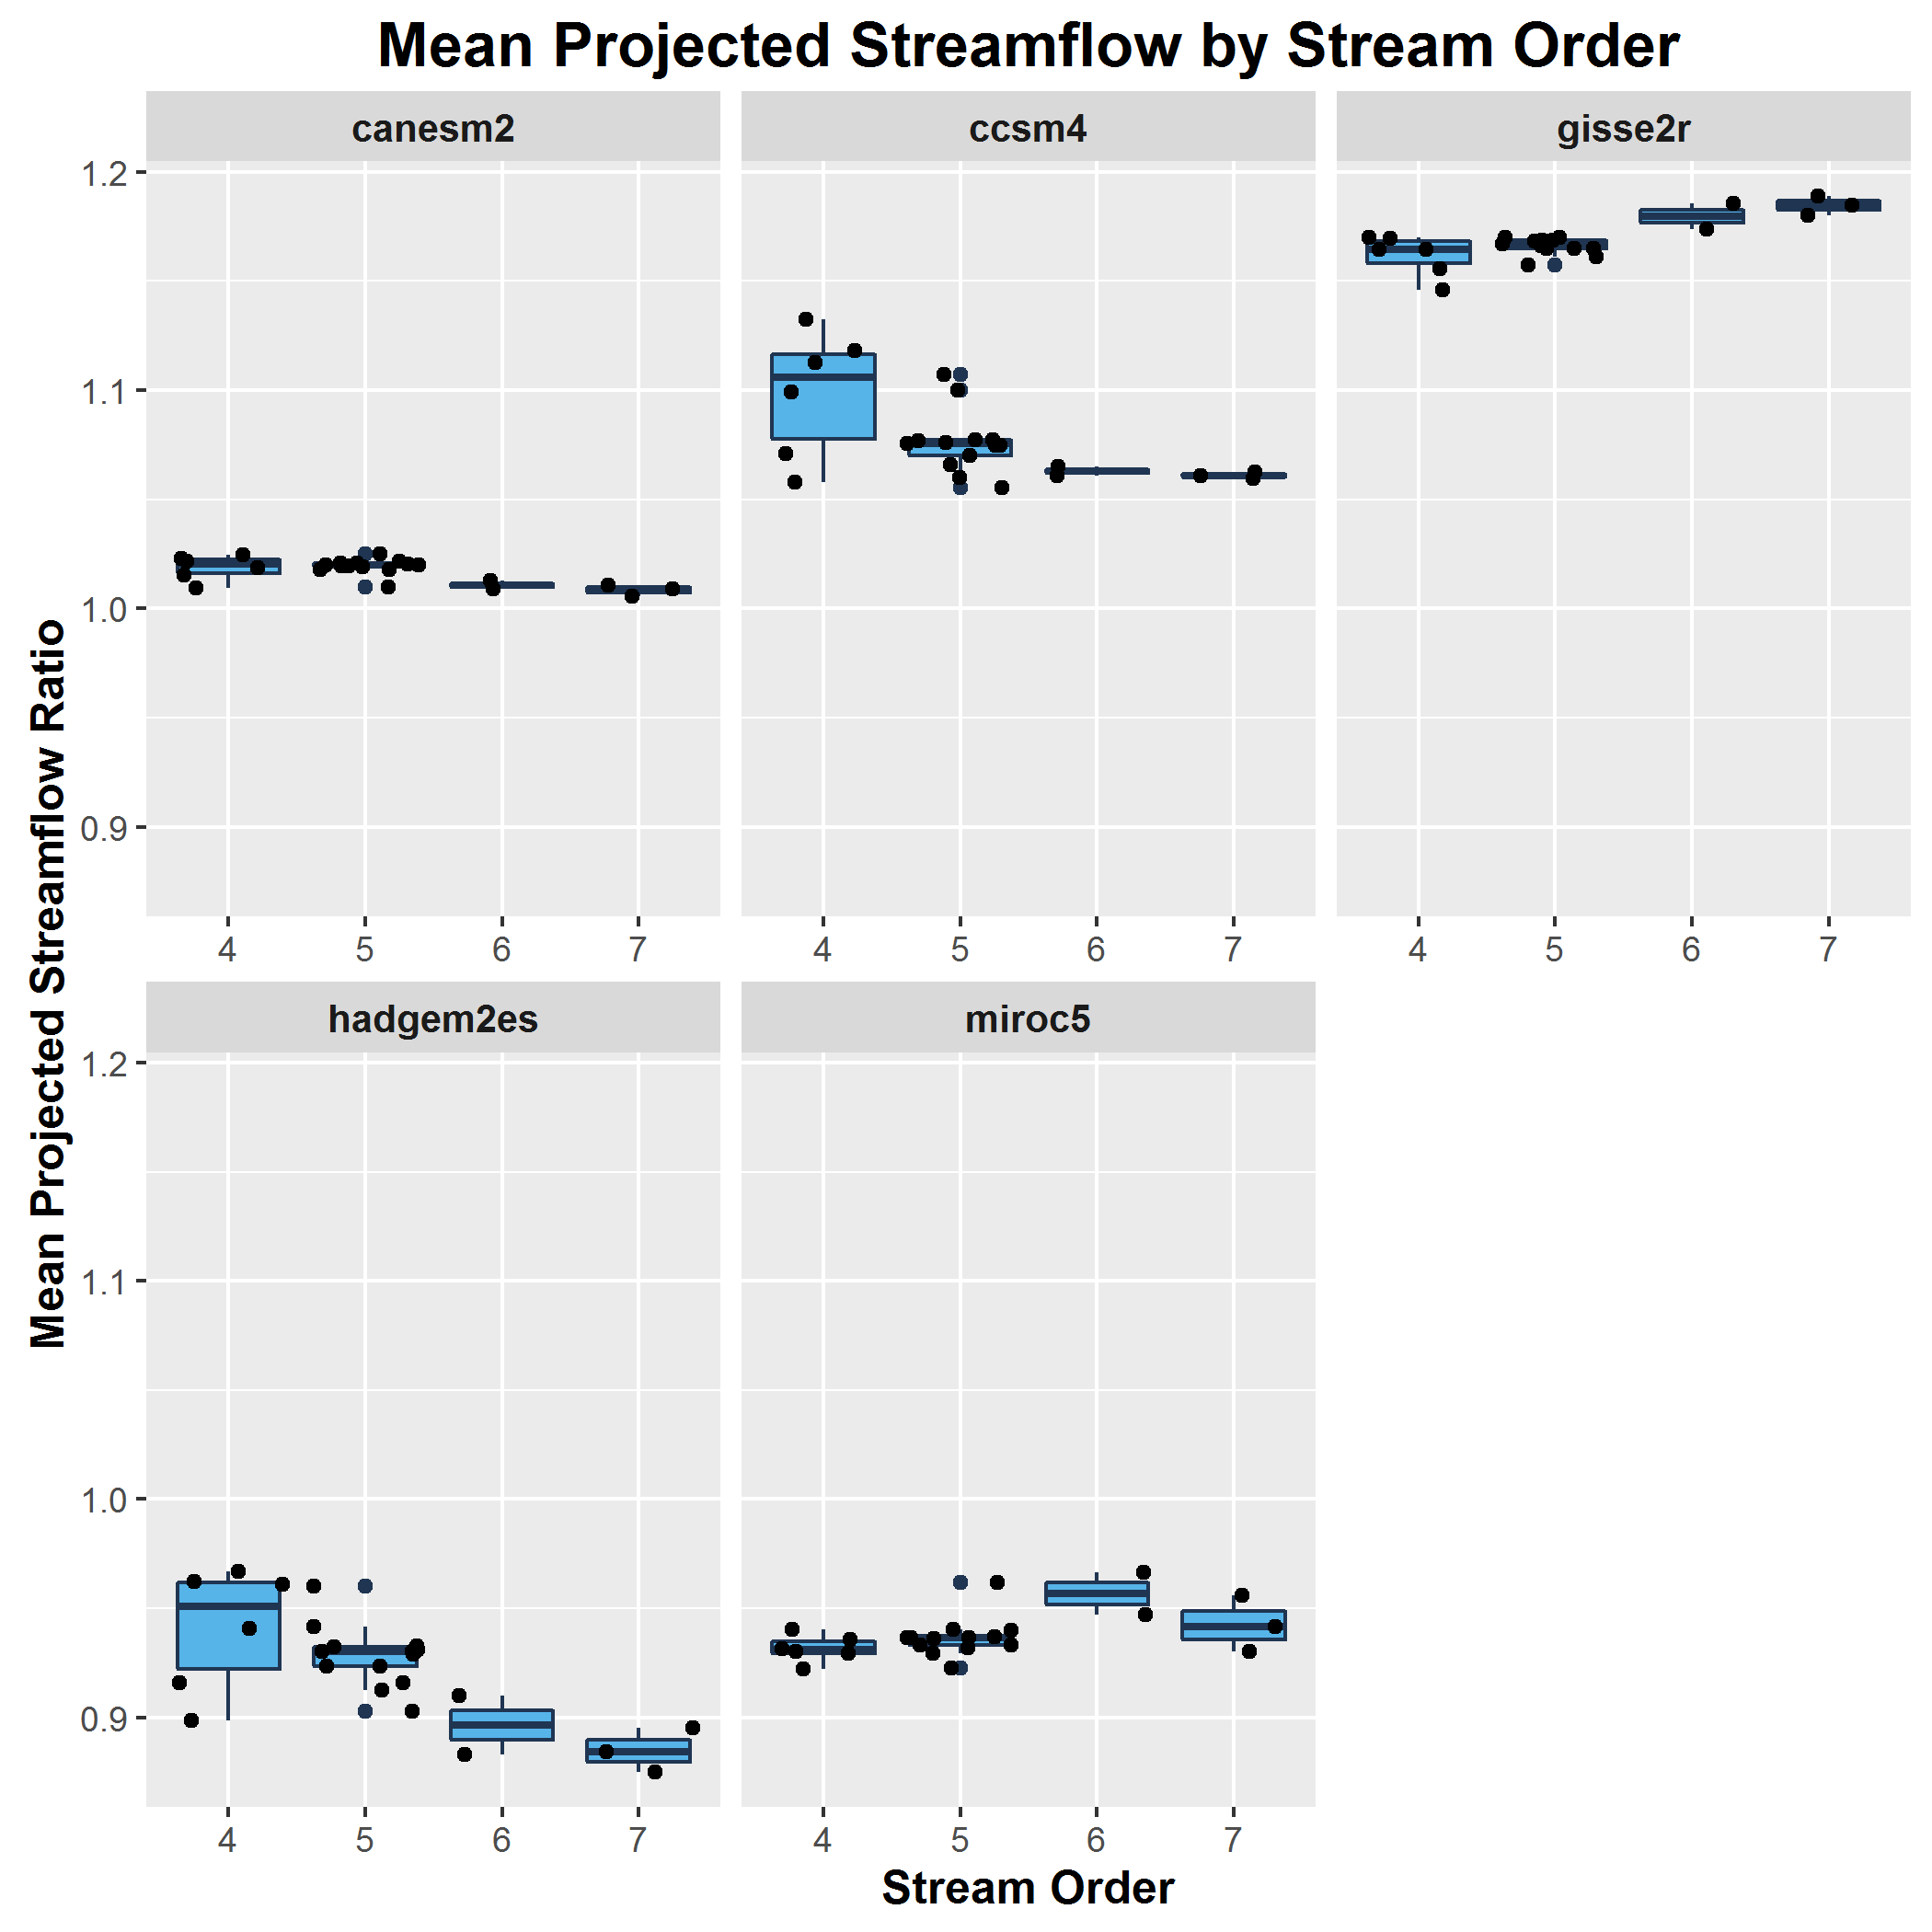 Mean Projected Streamflow by Stream Order
canesm2
ccsm4
gisse2r
1.2
1.1
1.0
0.9
4 5 6 7
4 5 6 7
4 5 6 7
Mean Projected Streamflow Ratio
hadgem2es
miroc5
1.2
1.1
1.0
0.9
4 5 6 7
4 5 6 7
Stream Order